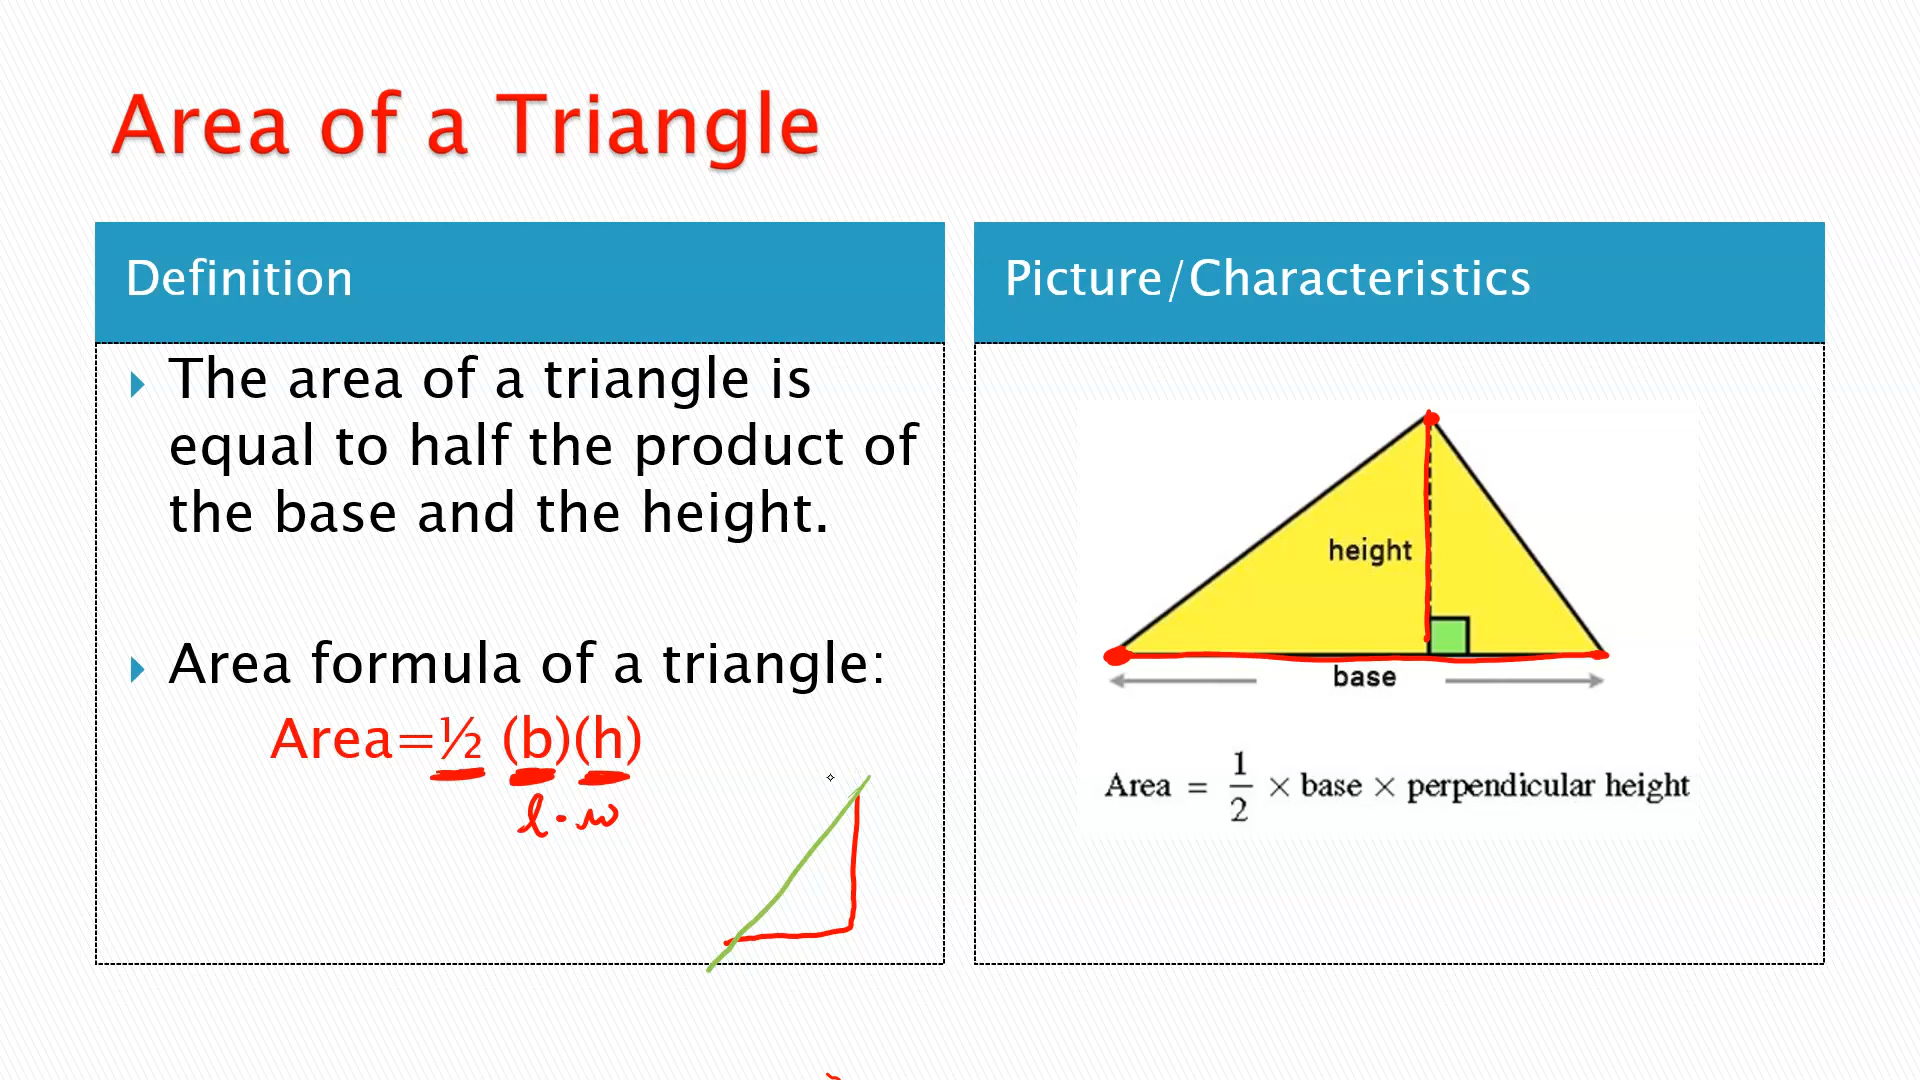 Area of a Triangle
Definition
The area of a triangle is
equal to half the product of
the base and the height.
Area formula of a triangle:
Area=½ (b)(h)
l · w
Picture/Characteristics
height
base
Area = 1/2 × base × perpendicular height